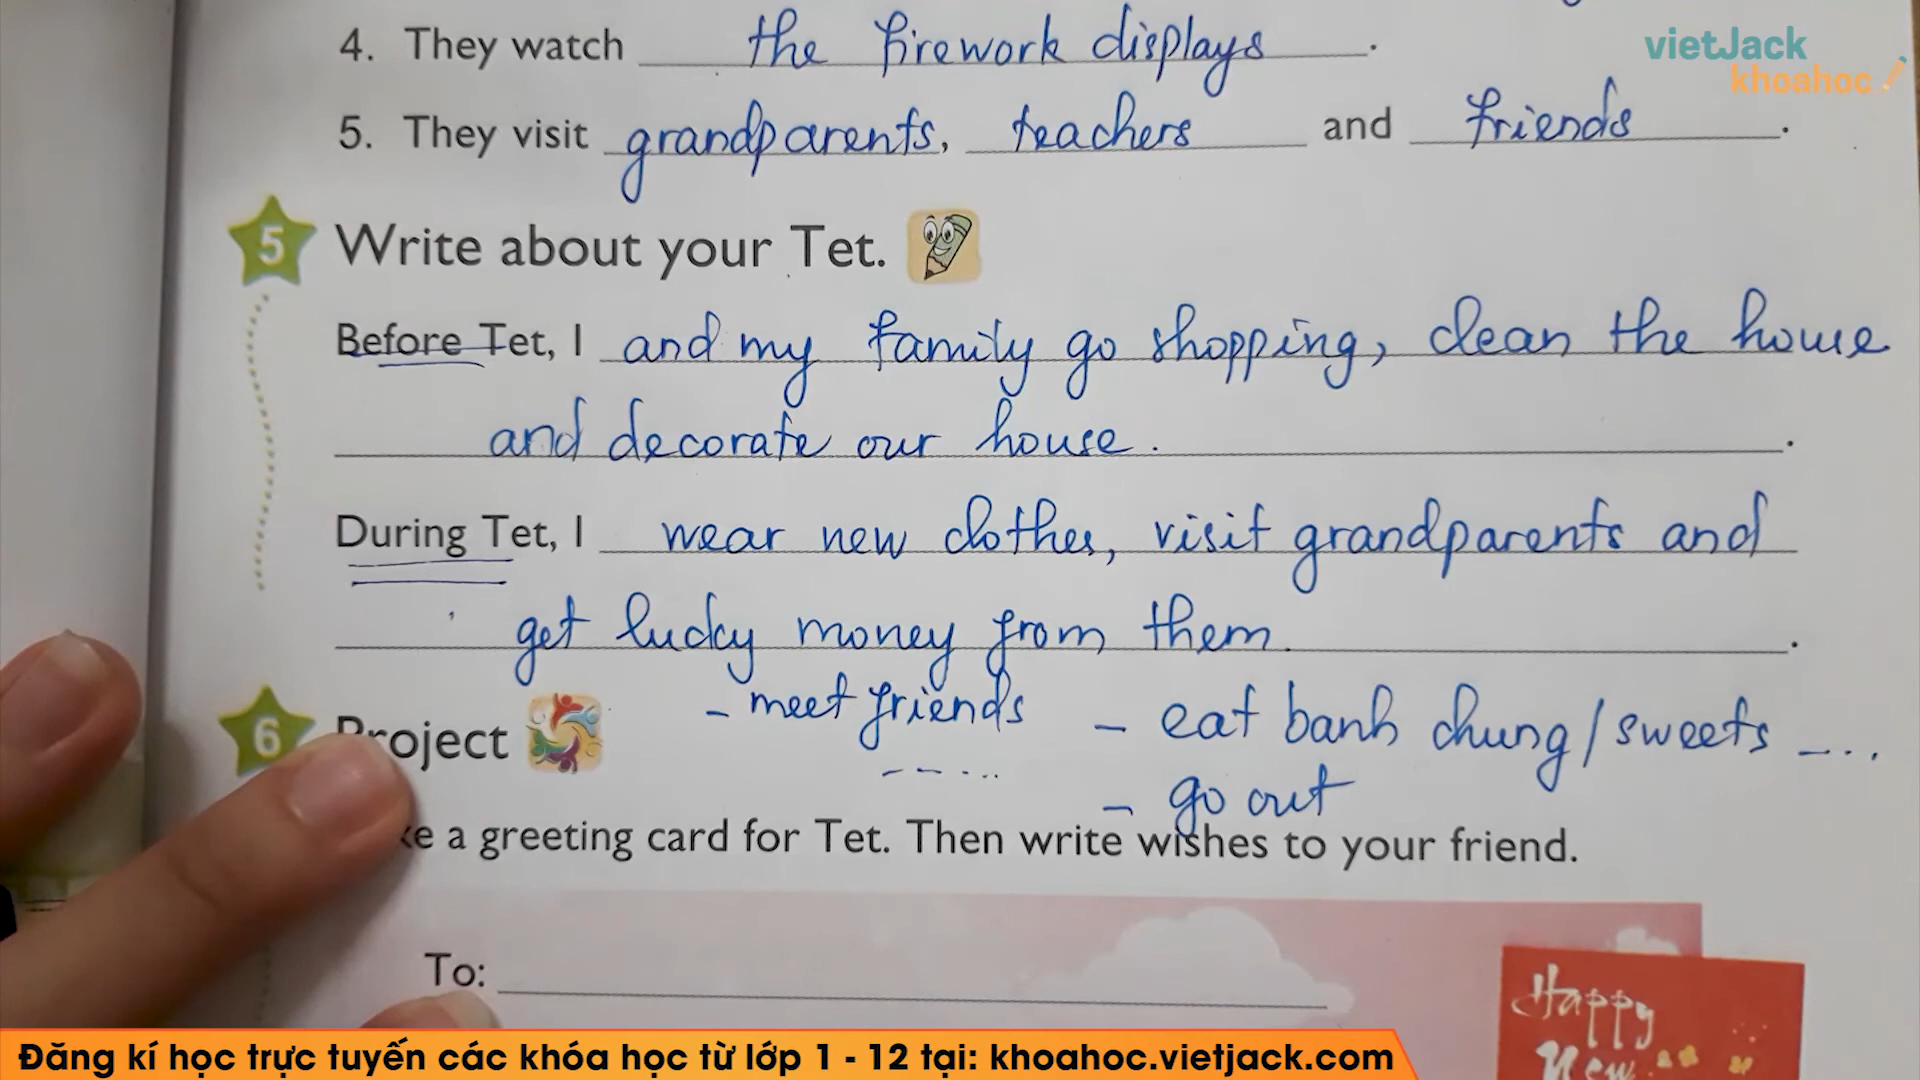 vietJack
khoahoc
4. They watch the firework displays.
5. They visit grandparents, teachers and friends.
5 Write about your Tet.
Before Tet, I and my family go shopping, clean the house
and decorate our house.
During Tet, I wear new clothes, visit grandparents and
get lucky money from them.
- meet friends - eat banh chung / sweets ....
6 Project
- go out
ke a greeting card for Tet. Then write wishes to your friend.
To:
Happy
New
Đăng kí học trực tuyến các khóa học từ lớp 1 - 12 tại: khoahoc.vietjack.com